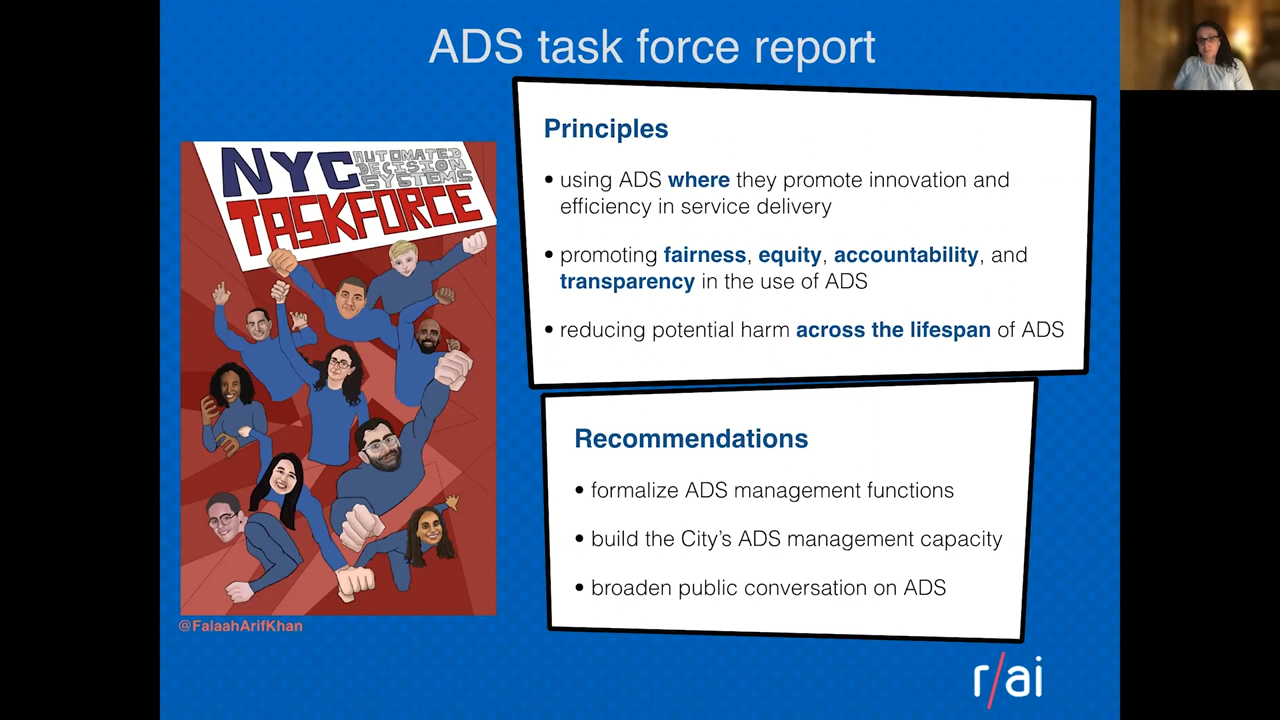 ADS task force report
NYC AUTOMATED
DECISION
SYSTEMS
TASKFORCE
@FalaahArifKhan
Principles
• using ADS where they promote innovation and
efficiency in service delivery
• promoting fairness, equity, accountability, and
transparency in the use of ADS
• reducing potential harm across the lifespan of ADS
Recommendations
• formalize ADS management functions
• build the City’s ADS management capacity
• broaden public conversation on ADS
r/ai